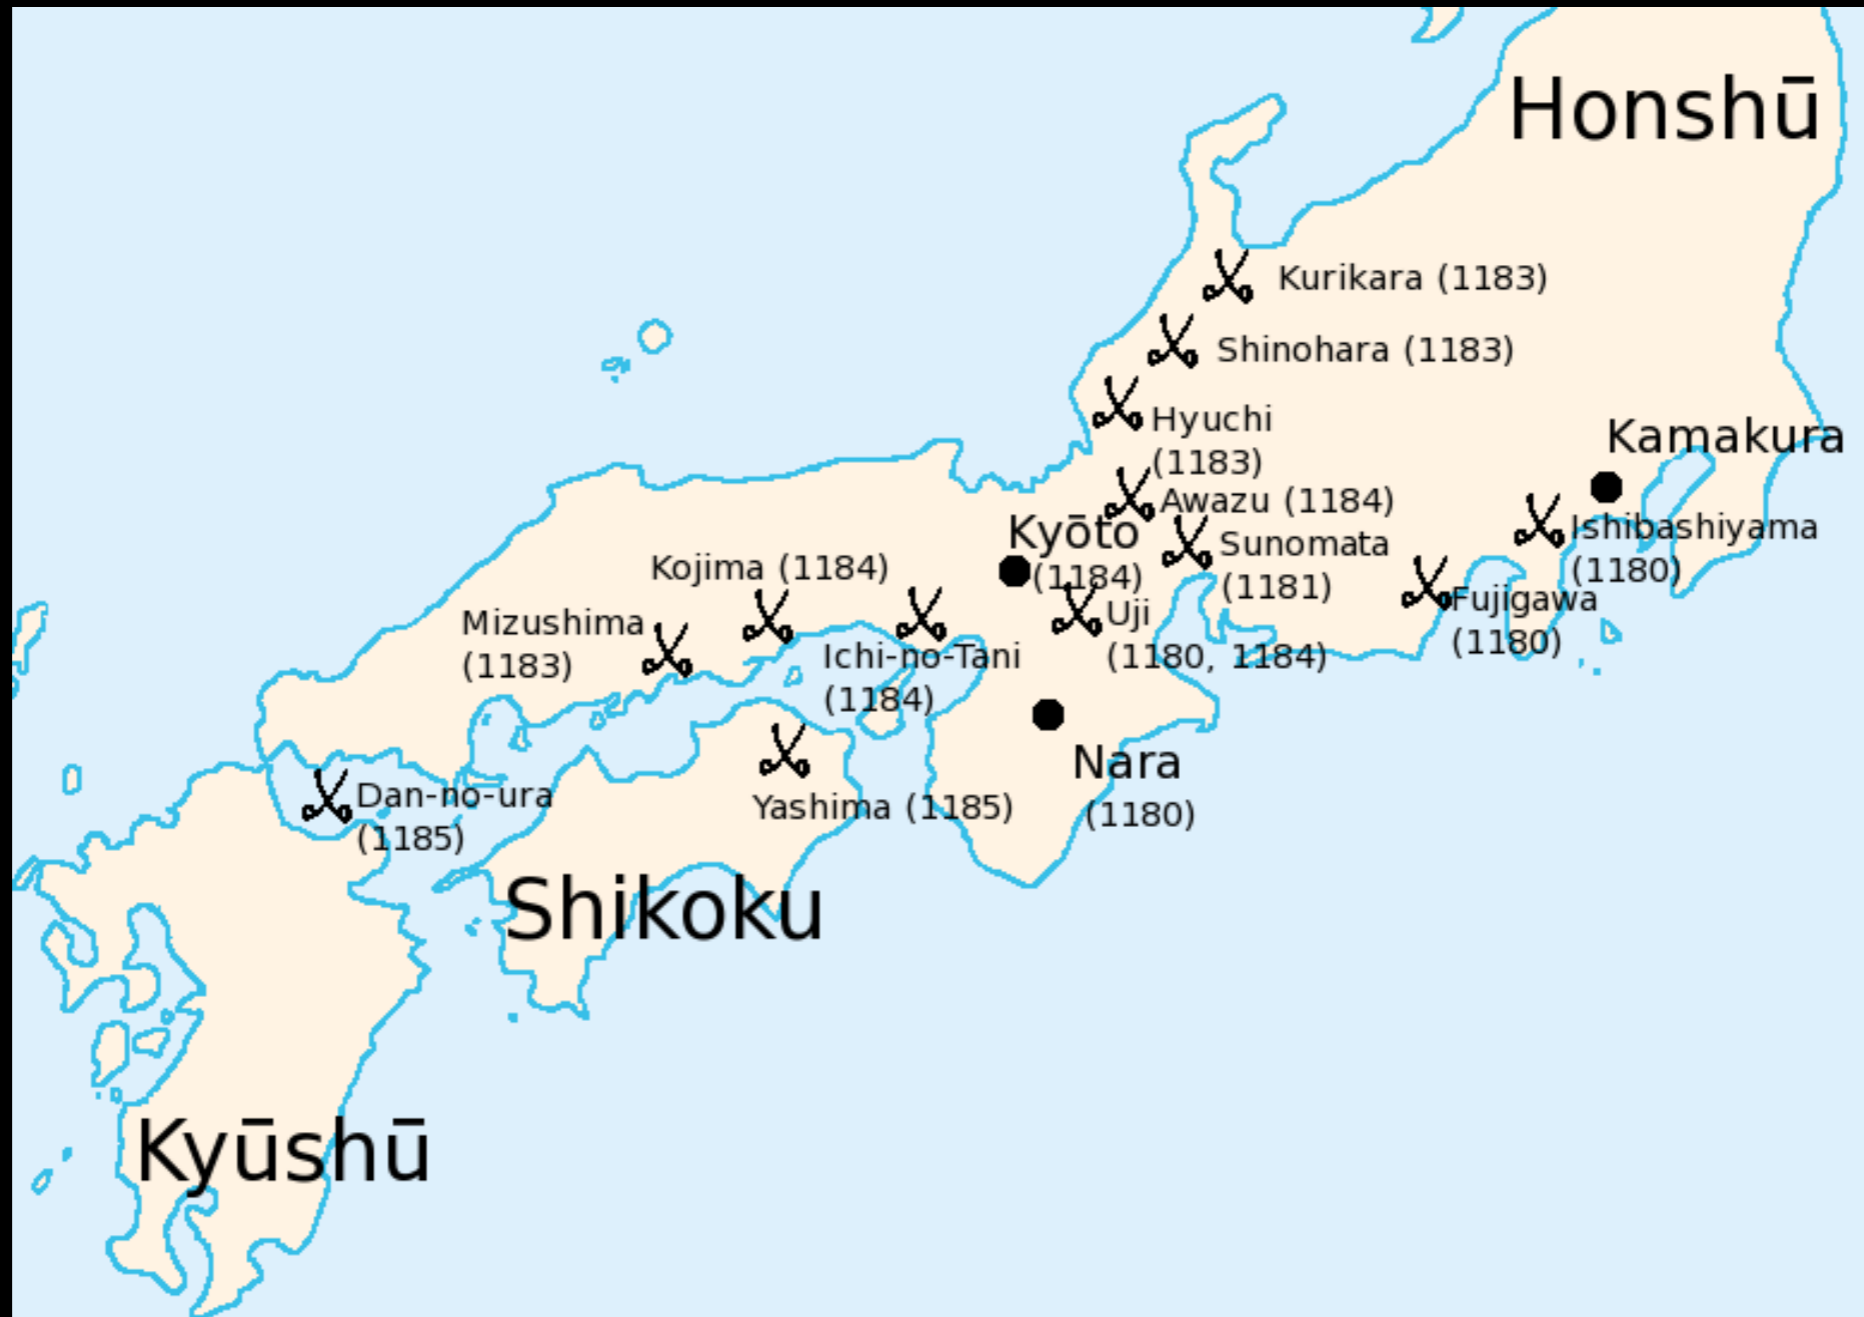 Honshū
Kurikara (1183)
Shinohara (1183)
Hyuchi
(1183)
Kamakura
Awazu (1184)
Kyōto
(1184)
Sunomata
(1181)
Ishibashiyama
(1180)
Kojima (1184)
Fujigawa
(1180)
Mizushima
(1183)
Uji
(1180, 1184)
Ichi-no-Tani
(1184)
Nara
(1180)
Dan-no-ura
(1185)
Yashima (1185)
Shikoku
Kyūshū